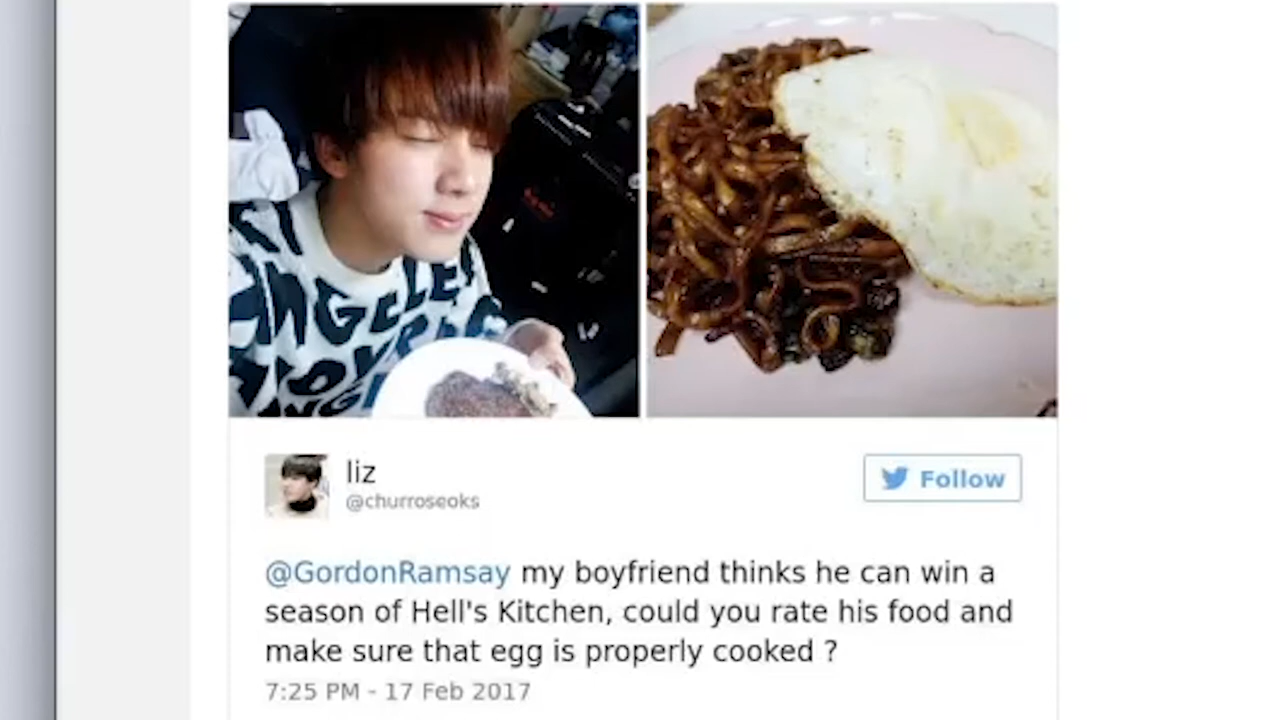 liz
Follow
@churroseoks
@GordonRamsay my boyfriend thinks he can win a
season of Hell's Kitchen, could you rate his food and
make sure that egg is properly cooked ?
7:25 PM - 17 Feb 2017